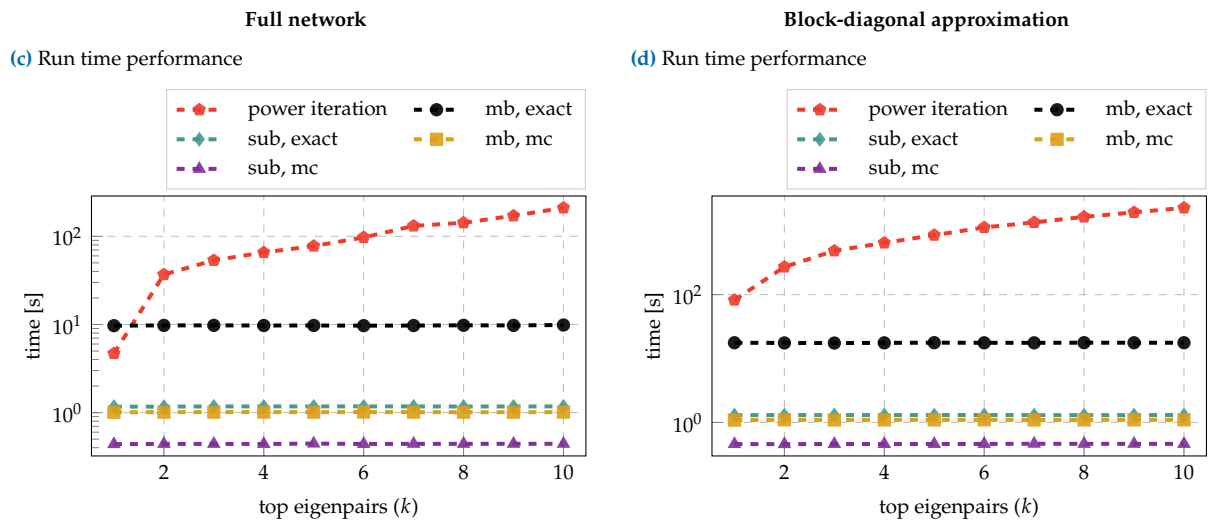 Full network
(c) Run time performance
power iteration
mb, exact
sub, exact
mb, mc
sub, mc
10^2
10^1
10^0
time [s]
2 4 6 8 10
top eigenpairs (k)
Block-diagonal approximation
(d) Run time performance
power iteration
mb, exact
sub, exact
mb, mc
sub, mc
10^2
10^0
time [s]
2 4 6 8 10
top eigenpairs (k)